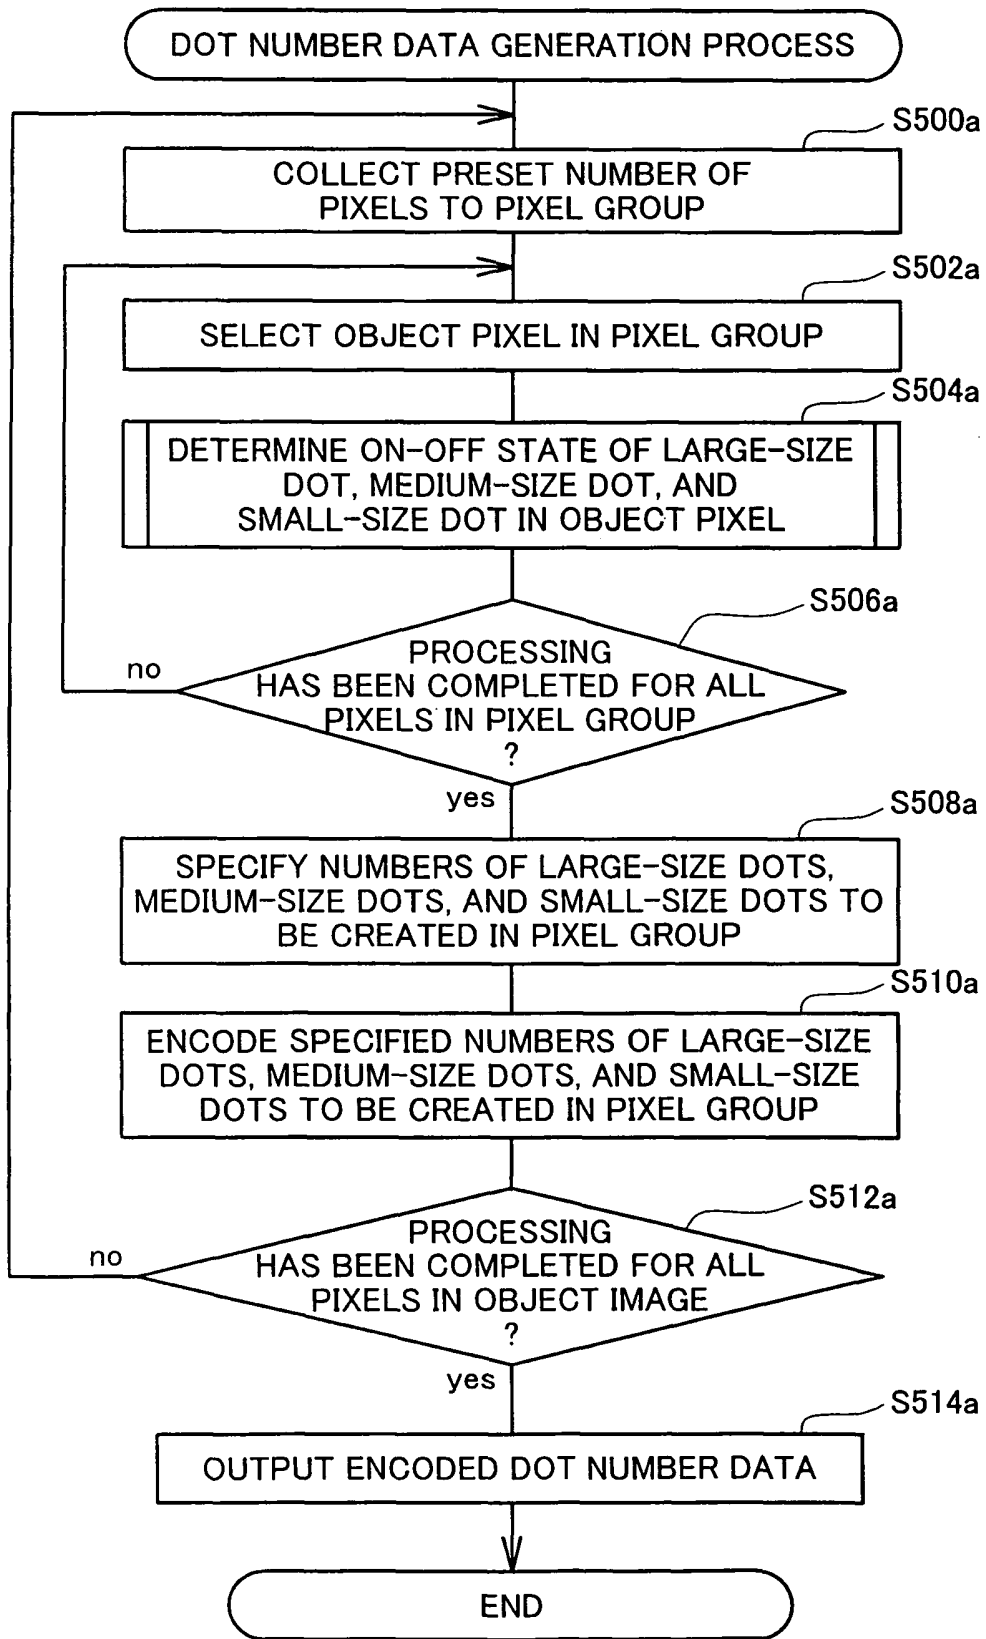 DOT NUMBER DATA GENERATION PROCESS
S500a
COLLECT PRESET NUMBER OF
PIXELS TO PIXEL GROUP
S502a
SELECT OBJECT PIXEL IN PIXEL GROUP
S504a
DETERMINE ON-OFF STATE OF LARGE-SIZE
DOT, MEDIUM-SIZE DOT, AND
SMALL-SIZE DOT IN OBJECT PIXEL
S506a
PROCESSING
HAS BEEN COMPLETED FOR ALL
PIXELS IN PIXEL GROUP
?
no
yes
S508a
SPECIFY NUMBERS OF LARGE-SIZE DOTS,
MEDIUM-SIZE DOTS, AND SMALL-SIZE DOTS TO
BE CREATED IN PIXEL GROUP
S510a
ENCODE SPECIFIED NUMBERS OF LARGE-SIZE
DOTS, MEDIUM-SIZE DOTS, AND SMALL-SIZE
DOTS TO BE CREATED IN PIXEL GROUP
S512a
PROCESSING
HAS BEEN COMPLETED FOR ALL
PIXELS IN OBJECT IMAGE
?
no
yes
S514a
OUTPUT ENCODED DOT NUMBER DATA
END